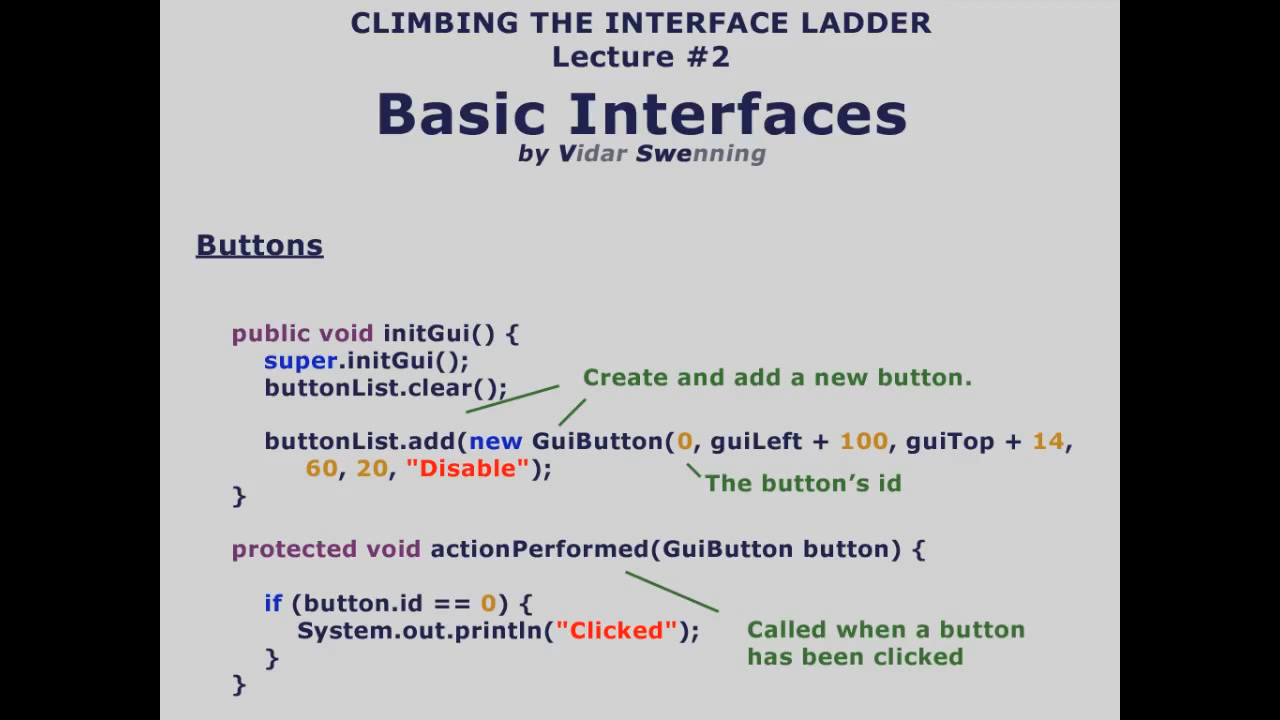 CLIMBING THE INTERFACE LADDER
Lecture #2
Basic Interfaces
by Vidar Swenning
Buttons
public void initGui() {
super.initGui();
buttonList.clear();
Create and add a new button.
buttonList.add(new GuiButton(0, guiLeft + 100, guiTop + 14,
60, 20, "Disable");
The button's id
}
protected void actionPerformed(GuiButton button) {
if (button.id == 0) {
System.out.println("Clicked");
Called when a button
has been clicked
}
}